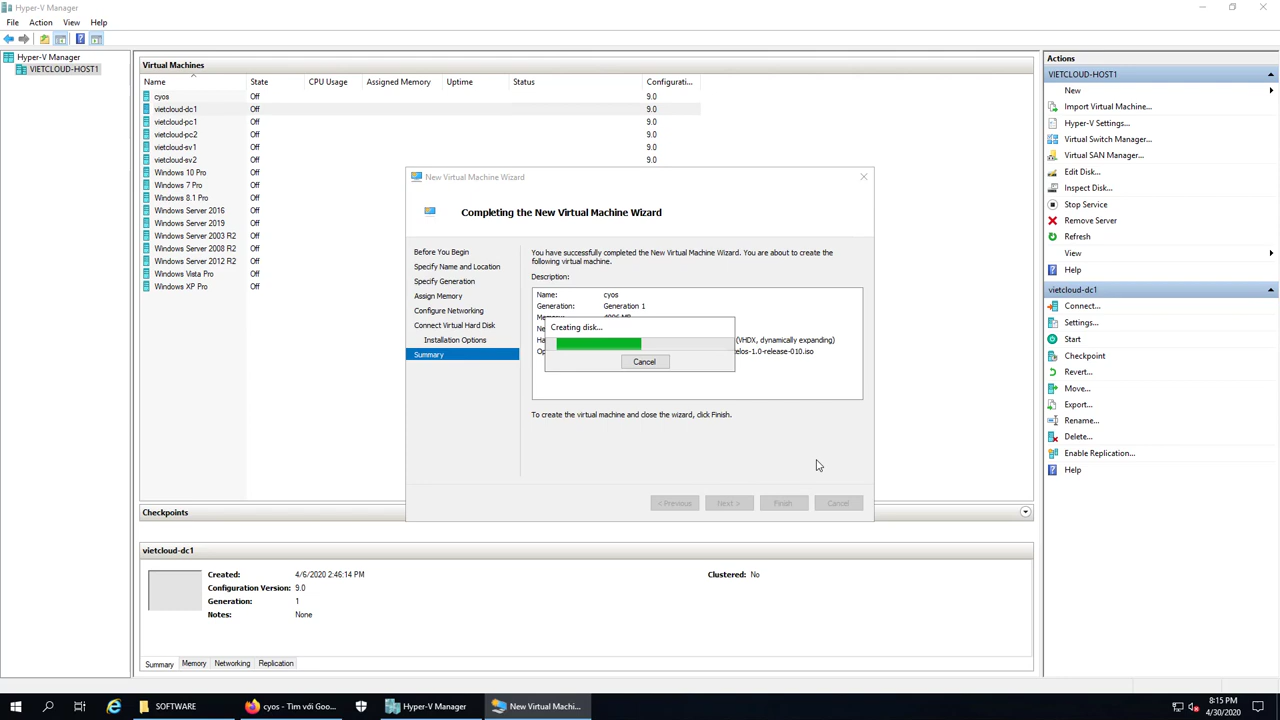 Hyper-V Manager
File Action View Help
Hyper-V Manager
VIETCLOUD-HOST1
Virtual Machines
Name State CPU Usage Assigned Memory Uptime Status Configurati...
cyos Off 9.0
vietcloud-dc1 Off 9.0
vietcloud-pc1 Off 9.0
vietcloud-pc2 Off 9.0
vietcloud-sv1 Off 9.0
vietcloud-sv2 Off 9.0
Windows 10 Pro Off
Windows 7 Pro Off
Windows 8.1 Pro Off
Windows Server 2016 Off
Windows Server 2019 Off
Windows Server 2003 R2 Off
Windows Server 2008 R2 Off
Windows Server 2012 R2 Off
Windows Vista Pro Off
Windows XP Pro Off
New Virtual Machine Wizard
Completing the New Virtual Machine Wizard
Before You Begin
Specify Name and Location
Specify Generation
Assign Memory
Configure Networking
Connect Virtual Hard Disk
Installation Options
Summary
You have successfully completed the New Virtual Machine Wizard. You are about to create the
following virtual machine.
Description:
Name: cyos
Generation: Generation 1
(VHDX, dynamically expanding)
telos-1.0-release-010.iso
Creating disk...
Cancel
To create the virtual machine and close the wizard, click Finish.
< Previous Next > Finish Cancel
Checkpoints
vietcloud-dc1
Created: 4/6/2020 2:46:14 PM Clustered: No
Configuration Version: 9.0
Generation: 1
Notes: None
Summary Memory Networking Replication
Actions
VIETCLOUD-HOST1
New
Import Virtual Machine...
Hyper-V Settings...
Virtual Switch Manager...
Virtual SAN Manager...
Edit Disk...
Inspect Disk...
Stop Service
Remove Server
Refresh
View
Help
vietcloud-dc1
Connect...
Settings...
Start
Checkpoint
Revert...
Move...
Export...
Rename...
Delete...
Enable Replication...
Help
SOFTWARE
cyos - Tìm với Goo...
Hyper-V Manager
New Virtual Machi...
8:15 PM
4/30/2020